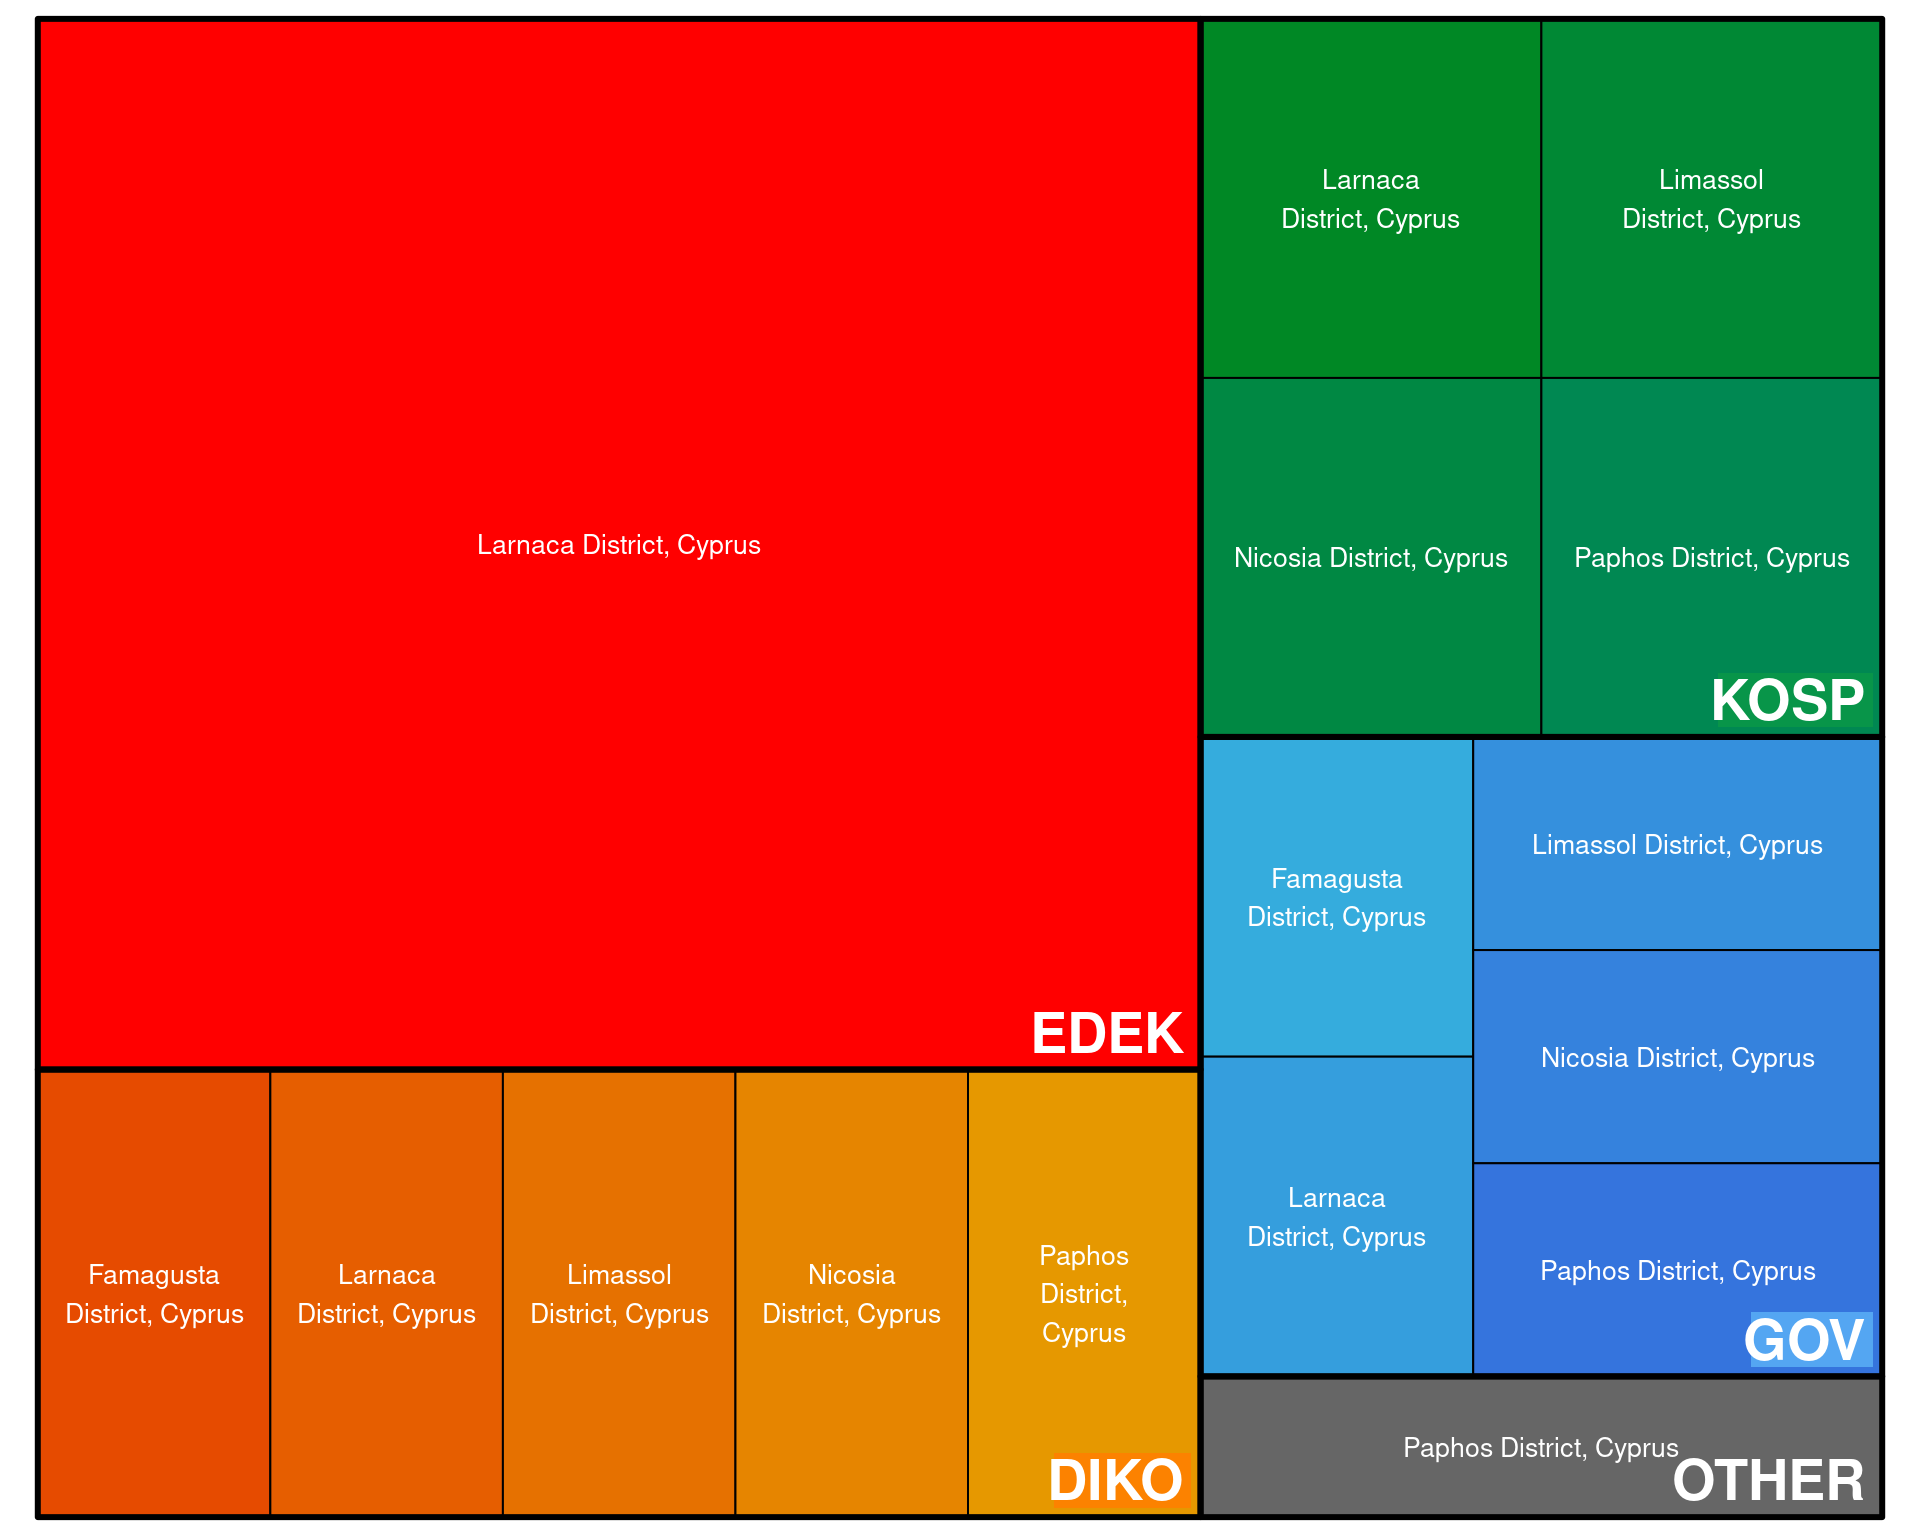 Larnaca District, Cyprus
EDEK
Famagusta
District, Cyprus
Larnaca
District, Cyprus
Limassol
District, Cyprus
Nicosia
District, Cyprus
Paphos
District,
Cyprus
DIKO
Larnaca
District, Cyprus
Limassol
District, Cyprus
Nicosia District, Cyprus
Paphos District, Cyprus
KOSP
Famagusta
District, Cyprus
Larnaca
District, Cyprus
Limassol District, Cyprus
Nicosia District, Cyprus
Paphos District, Cyprus
GOV
Paphos District, Cyprus
OTHER